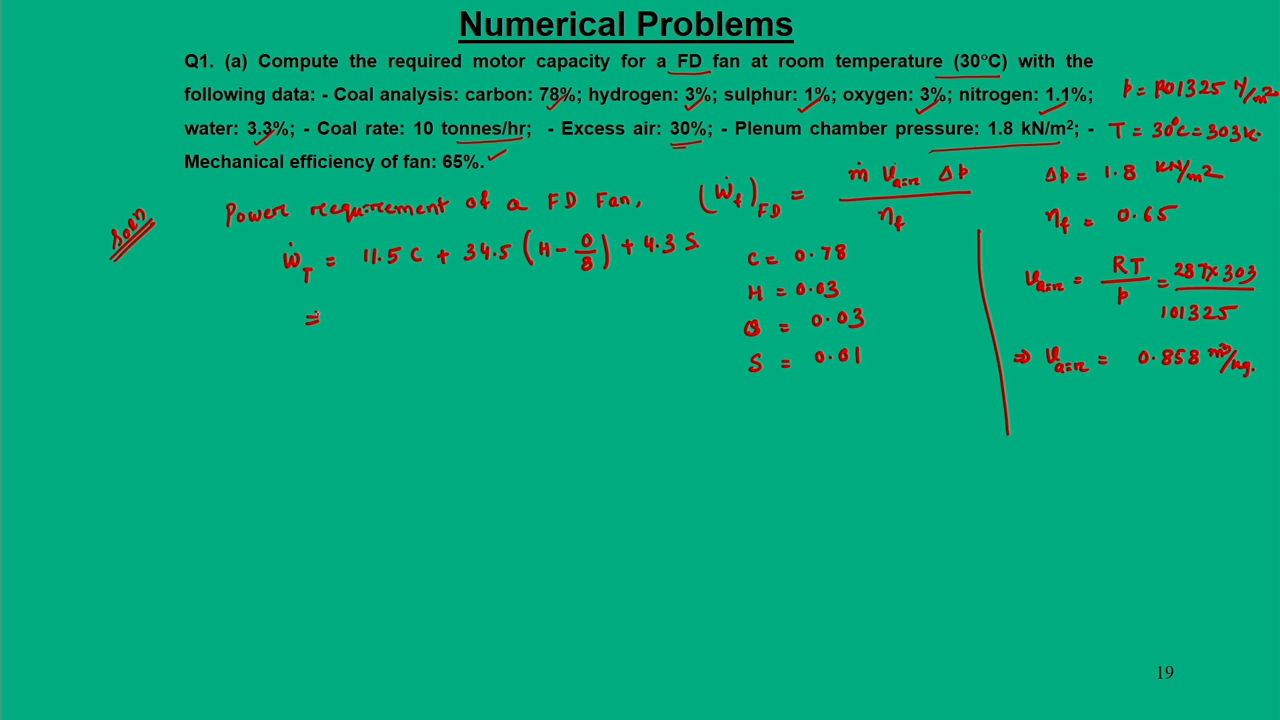 Numerical Problems
Q1. (a) Compute the required motor capacity for a FD fan at room temperature (30°C) with the
following data: - Coal analysis: carbon: 78%; hydrogen: 3%; sulphur: 1%; oxygen: 3%; nitrogen: 1.1%;
water: 3.3%; - Coal rate: 10 tonnes/hr; - Excess air: 30%; - Plenum chamber pressure: 1.8 kN/m²; -
Mechanical efficiency of fan: 65%.
p = 101325 N/m²
T = 30°C = 303K.
Δp = 1.8 kN/m²
ηf = 0.65
Soln
Power requirement of a FD Fan, (Ẇf)FD = ṁ vair Δp / ηf
ẆT = 11.5 C + 34.5 (H - O/8) + 4.3 S
=
C = 0.78
H = 0.03
O = 0.03
S = 0.01
vair = RT/p = 287×303/101325
⇒ vair = 0.858 m³/kg.
19